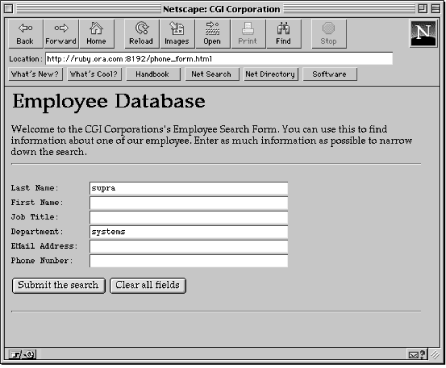 Netscape: CGI Corporation
Back Forward Home Reload Images Open Print Find Stop
N
Location: http://ruby.ora.com:8192/phone_form.html
What's New? What's Cool? Handbook Net Search Net Directory Software
Employee Database
Welcome to the CGI Corporations's Employee Search Form. You can use this to find
information about one of our employee. Enter as much information as possible to narrow
down the search.
Last Name: supra
First Name:
Job Title:
Department: systems
EMail Address:
Phone Number:
Submit the search Clear all fields
?